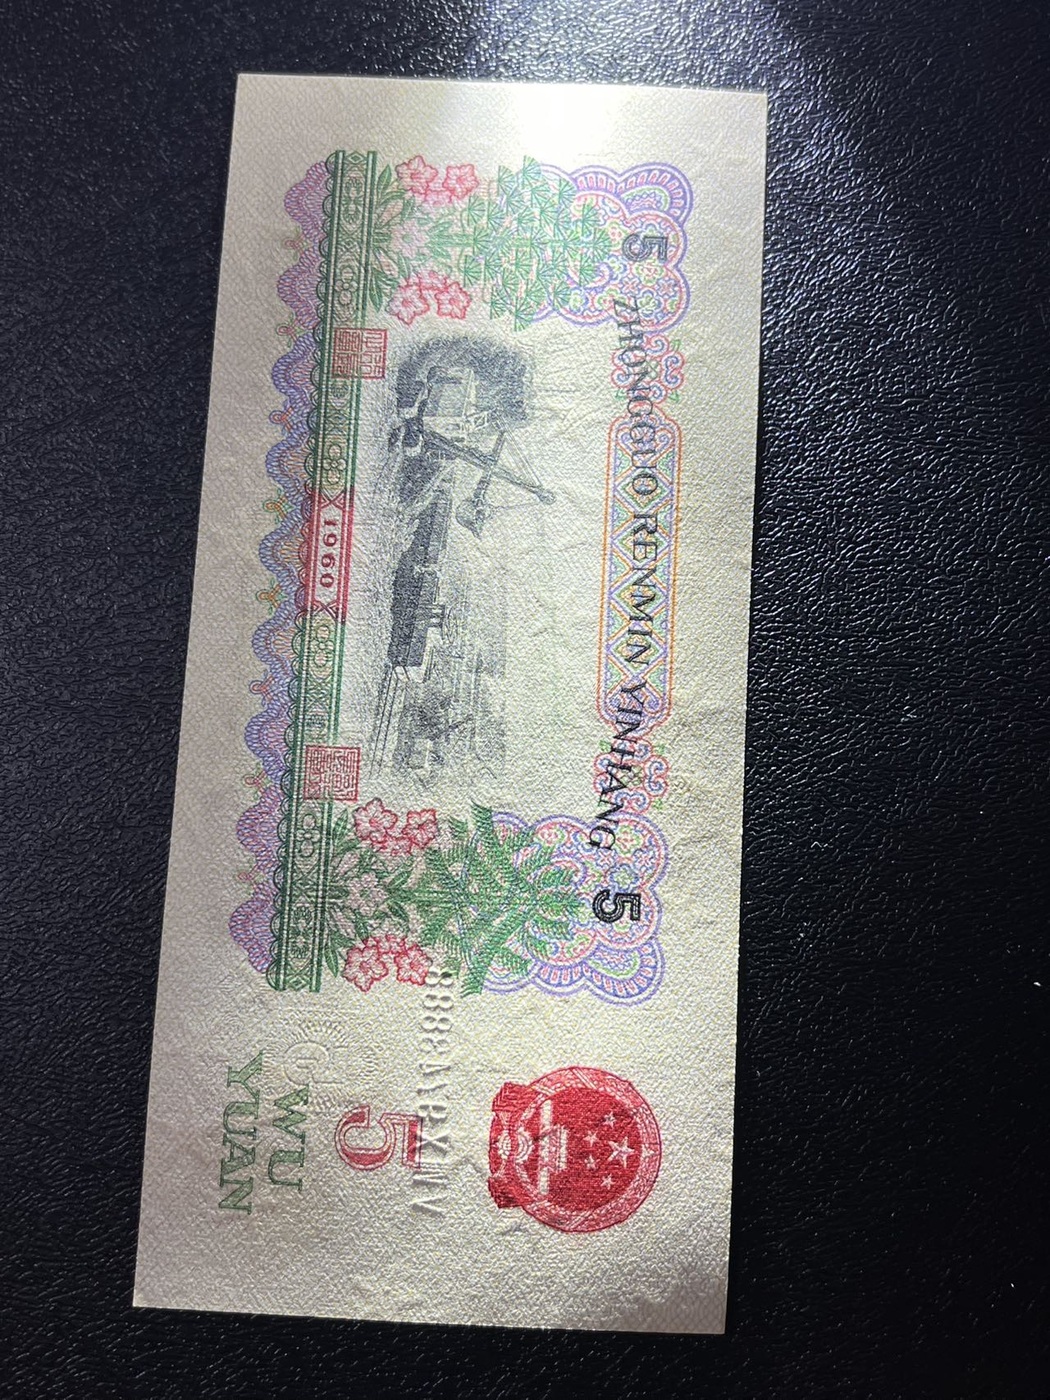 5 ZHONGGUO RENMIN YINHANG 5
1960
5
WU
YUAN